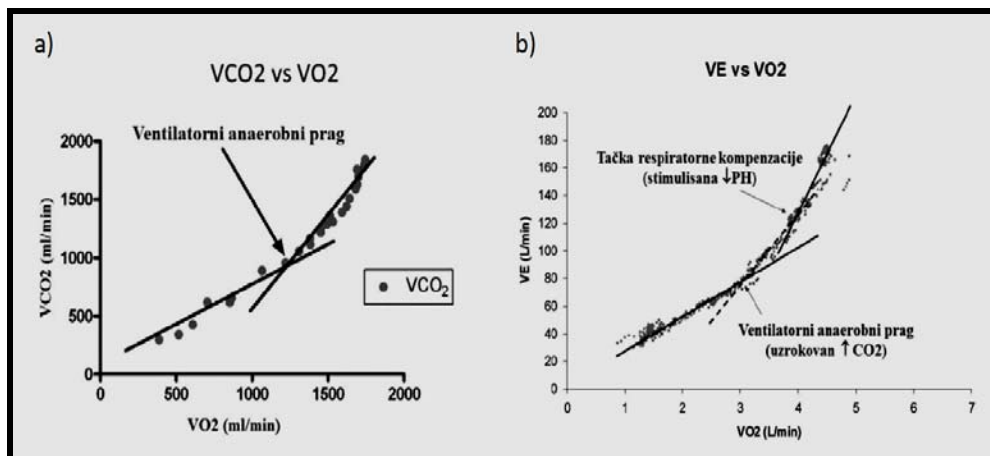 a)
VCO2 vs VO2
Ventilatorni anaerobni prag
2000
1500
1000
500
0
VCO2 (ml/min)
VCO2
0 500 1000 1500 2000
VO2 (ml/min)
b)
VE vs VO2
200
180
160
140
120
100
80
60
40
20
0
VE (L/min)
Tačka respiratorne kompenzacije
(stimulisana ↓PH)
Ventilatorni anaerobni prag
(uzrokovan ↑ CO2)
0 1 2 3 4 5 6 7
VO2 (L/min)